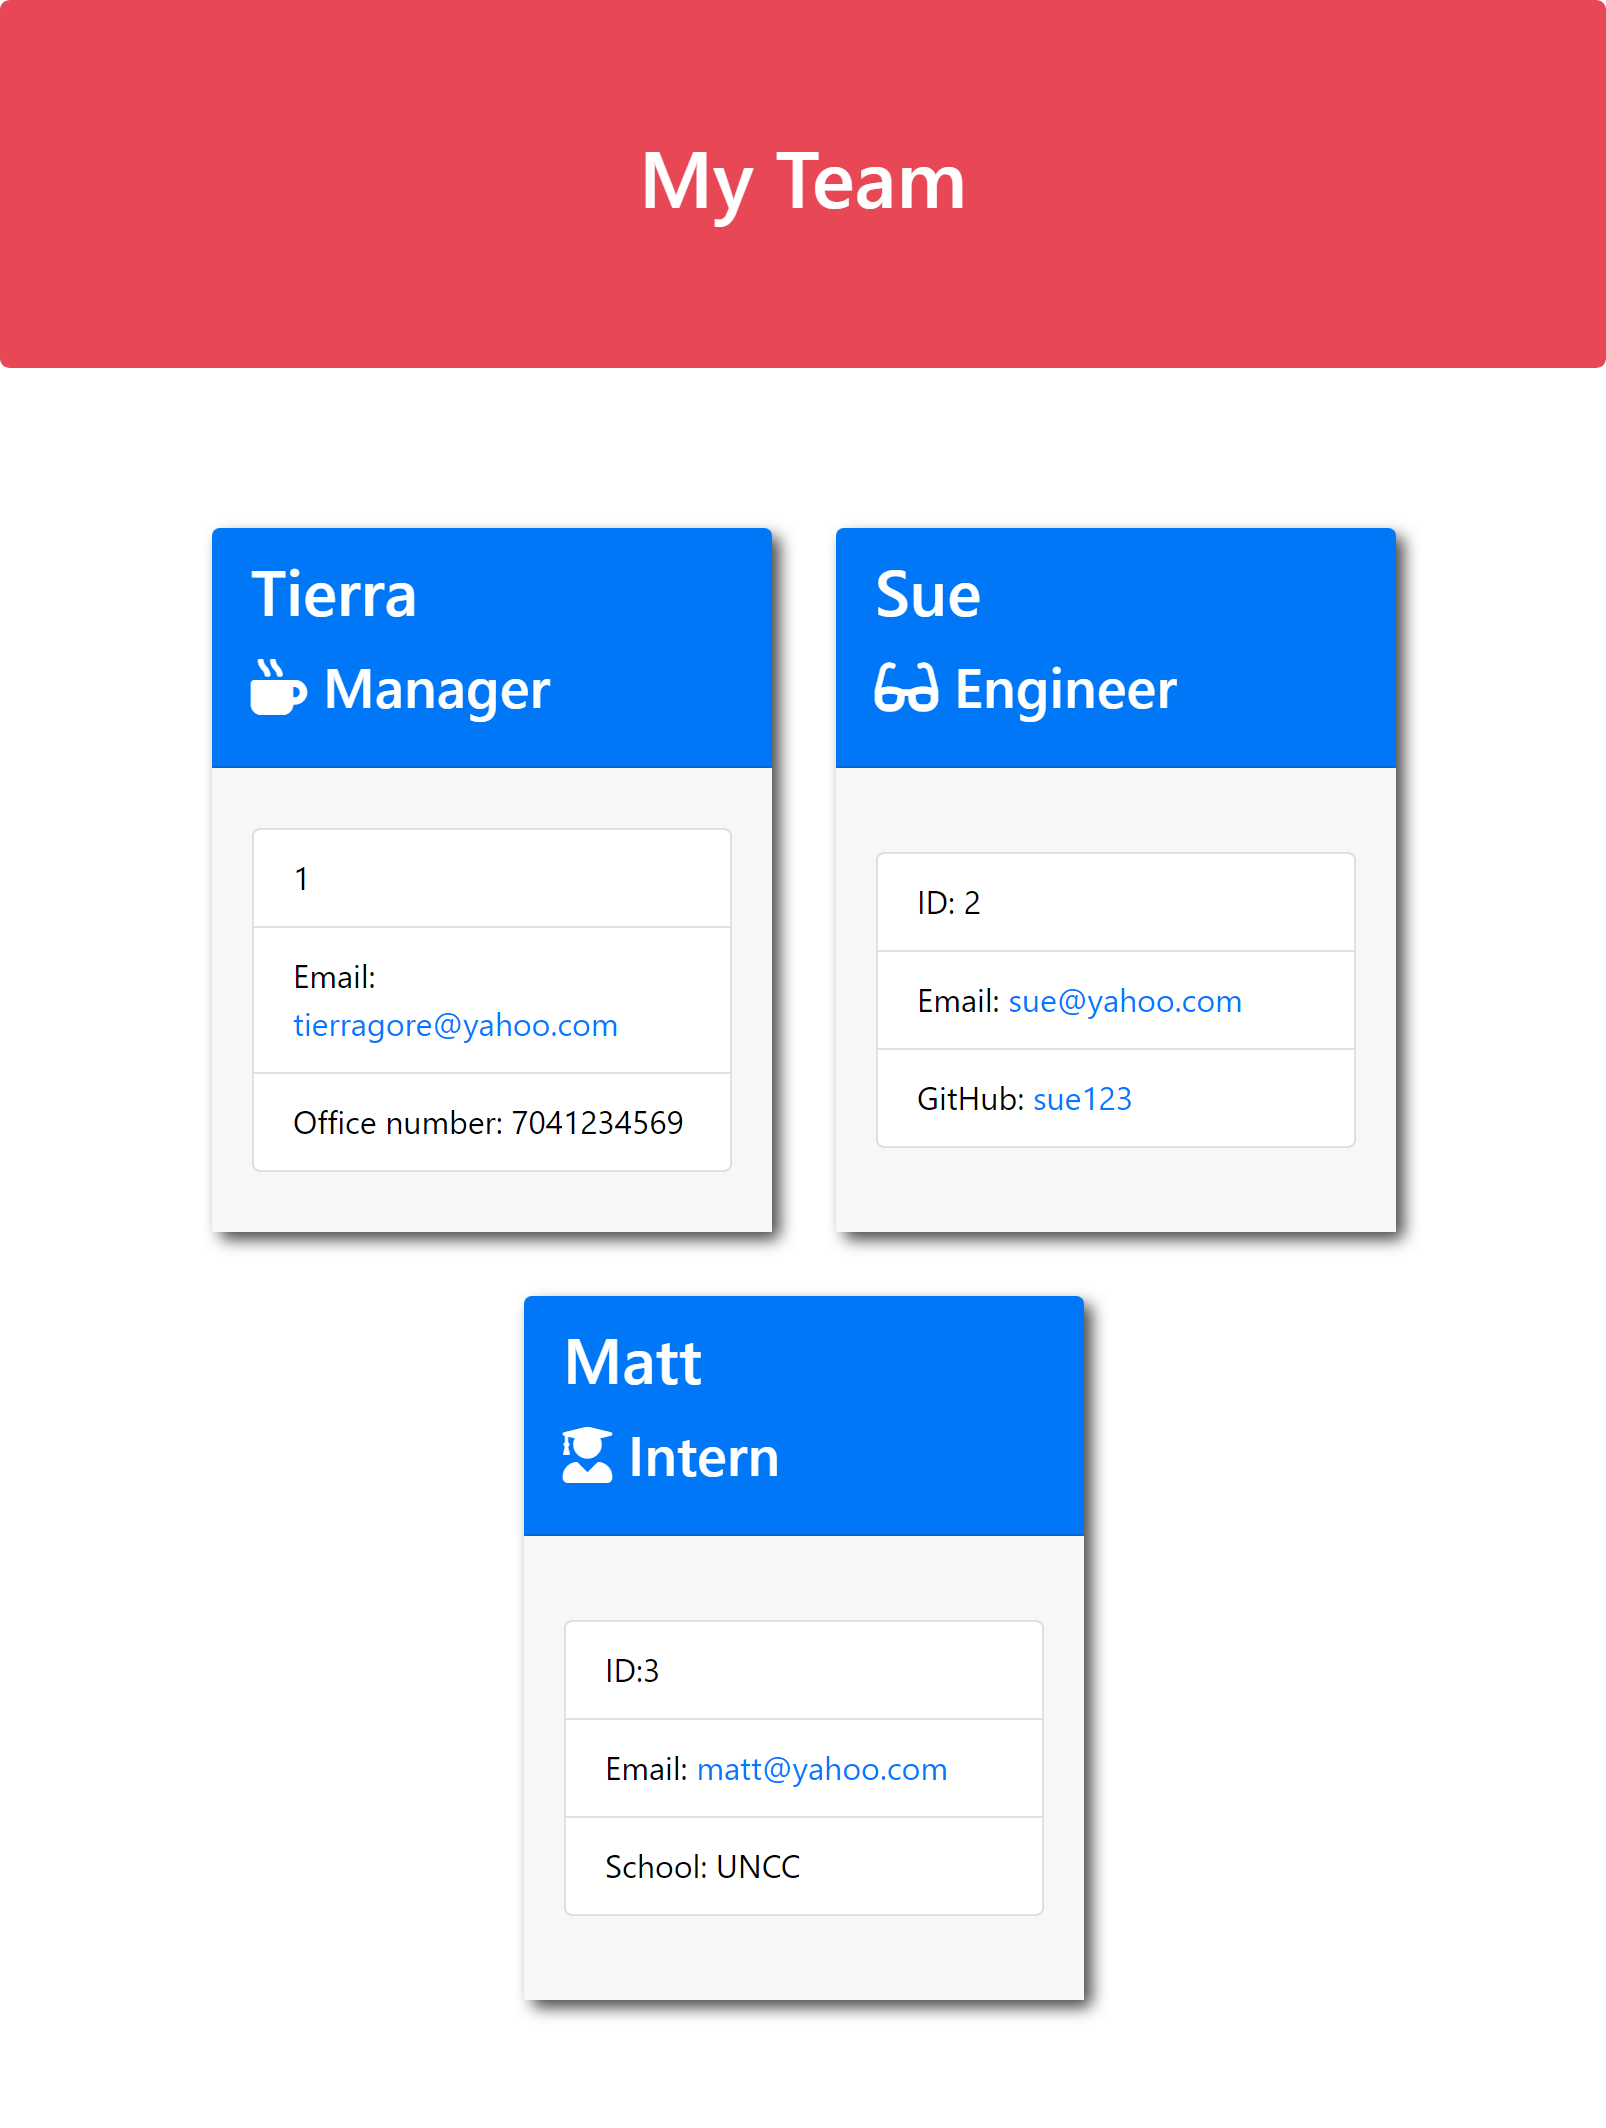 My Team
Tierra
Manager
1
Email:
tierragore@yahoo.com
Office number: 7041234569
Sue
Engineer
ID: 2
Email: sue@yahoo.com
GitHub: sue123
Matt
Intern
ID:3
Email: matt@yahoo.com
School: UNCC